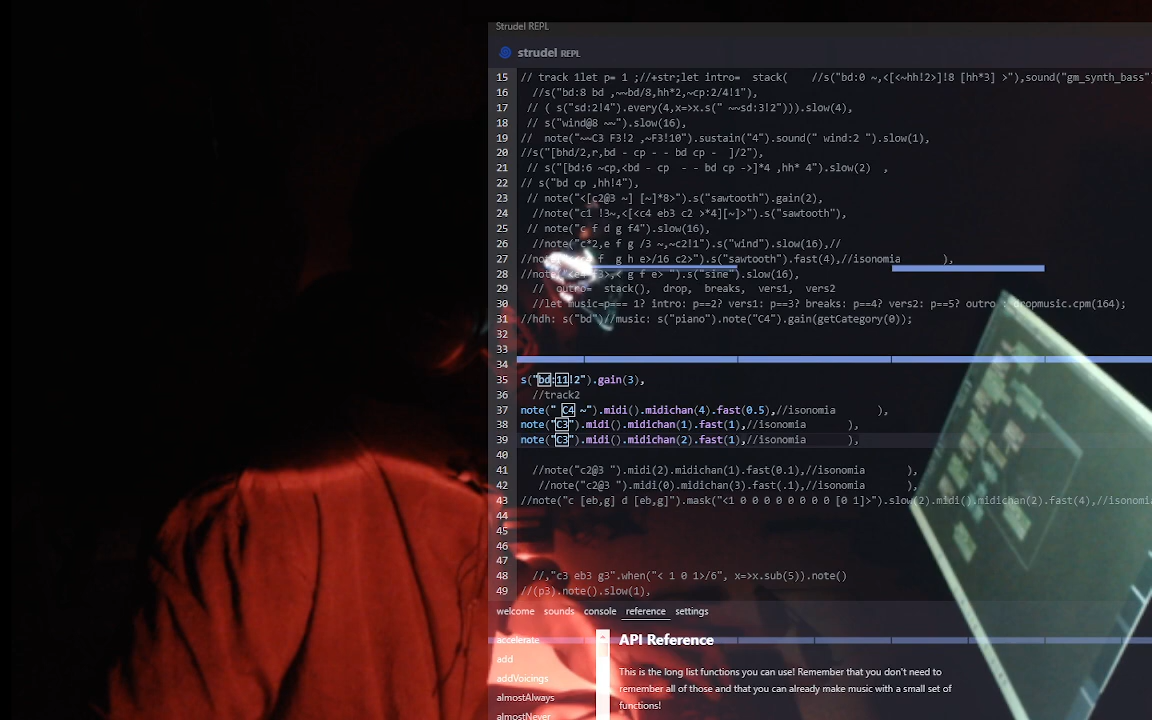 Strudel REPL
strudel REPL
15 // track 1let p= 1 ;//+str;let intro= stack( //s("bd:0 ~,<[<~hh!2>]!8 [hh*3] >"),sound("gm_synth_bass"
16 //s("bd:8 bd ,~~bd/8,hh*2,~cp:2/4!1"),
17 // ( s("sd:2!4").every(4,x=>x.s(" ~~sd:3!2"))).slow(4),
18 // s("wind@8 ~~").slow(16),
19 // note("~~C3 F3!2 ,~F3!10").sustain("4").sound(" wind:2 ").slow(1),
20 //s("[bhd/2,r,bd - cp - - bd cp - ]/2"),
21 // s("[bd:6 ~cp,<bd - cp - - bd cp ->]*4 ,hh* 4").slow(2) ,
22 // s("bd cp ,hh!4"),
23 // note("<[c2@3 ~] [~]*8>").s("sawtooth").gain(2),
24 //note("c1 !3~,<[<c4 eb3 c2 >*4][~]>").s("sawtooth"),
25 // note("c f d g f4").slow(16),
26 //note("c*2,e f g /3 ~,~c2!1").s("wind").slow(16),//
27 f g h e>/16 c2>").s("sawtooth").fast(4),//isonomia ),
28 g f e> ").s("sine").slow(16),
29 // outro= stack(), drop, breaks, vers1, vers2
30 //let music=p=== 1? intro: p==2? vers1: p==3? breaks: p==4? vers2: p==5? outro : dropmusic.cpm(164);
31 //hdh: s("bd")//music: s("piano").note("C4").gain(getCategory(0));
32
33
34
35 s("bd:11!2").gain(3),
36 //track2
37 note(" C4 ~").midi().midichan(4).fast(0.5),//isonomia ),
38 note("C3").midi().midichan(1).fast(1),//isonomia ),
39 note("C3").midi().midichan(2).fast(1),//isonomia ),
40
41 //note("c2@3 ").midi(2).midichan(1).fast(0.1),//isonomia ),
42 //note("c2@3 ").midi(0).midichan(3).fast(.1),//isonomia ),
43 //note("c [eb,g] d [eb,g]").mask("<1 0 0 0 0 0 0 0 0 [0 1]>").slow(2).midi().midichan(2).fast(4),//isonomia
44
45
46
47
48 //,"c3 eb3 g3".when("< 1 0 1>/6", x=>x.sub(5)).note()
49 //(p3).note().slow(1),
welcome sounds console reference settings
accelerate
add
addVoicings
almostAlways
almostNever
API Reference
This is the long list functions you can use! Remember that you don't need to
remember all of those and that you can already make music with a small set of
functions!